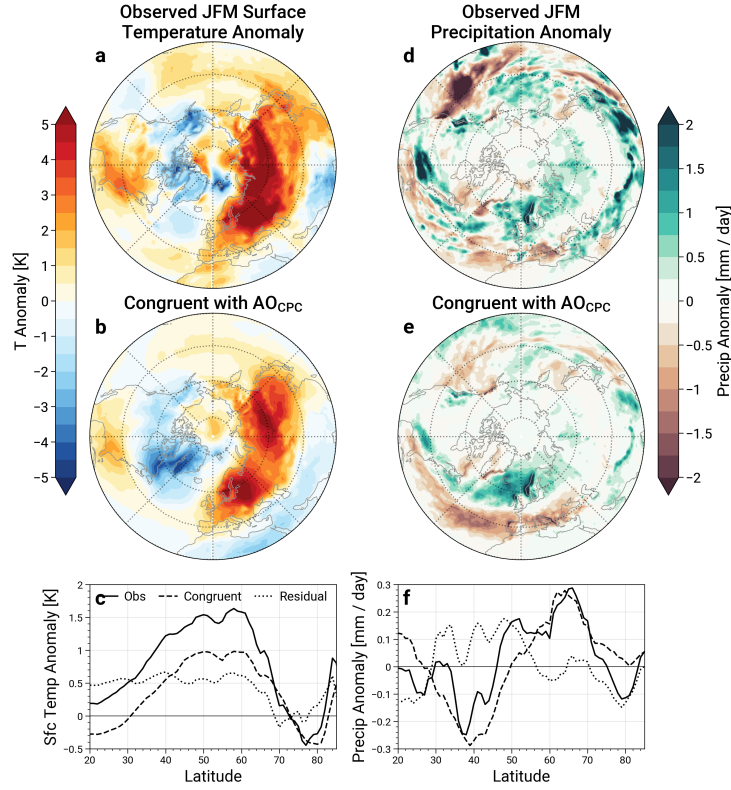 Observed JFM Surface
Temperature Anomaly
Observed JFM
Precipitation Anomaly
a
d
T Anomaly [K]
5
4
3
2
1
0
−1
−2
−3
−4
−5
Precip Anomaly [mm / day]
2
1.5
1
0.5
0
−0.5
−1
−1.5
−2
Congruent with AOCPC
Congruent with AOCPC
b
e
c
Obs
Congruent
Residual
Sfc Temp Anomaly [K]
2
1.5
1
0.5
0
−0.5
20 30 40 50 60 70 80
Latitude
f
Precip Anomaly [mm / day]
0.3
0.2
0.1
0
−0.1
−0.2
−0.3
20 30 40 50 60 70 80
Latitude